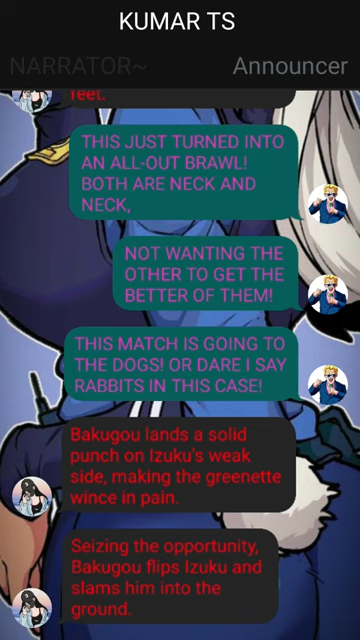 KUMAR TS
NARRATOR~ Announcer
feet.
THIS JUST TURNED INTO
AN ALL-OUT BRAWL!
BOTH ARE NECK AND
NECK,
NOT WANTING THE
OTHER TO GET THE
BETTER OF THEM!
THIS MATCH IS GOING TO
THE DOGS! OR DARE I SAY
RABBITS IN THIS CASE!
Bakugou lands a solid
punch on Izuku's weak
side, making the greenette
wince in pain.
Seizing the opportunity,
Bakugou flips Izuku and
slams him into the
ground.